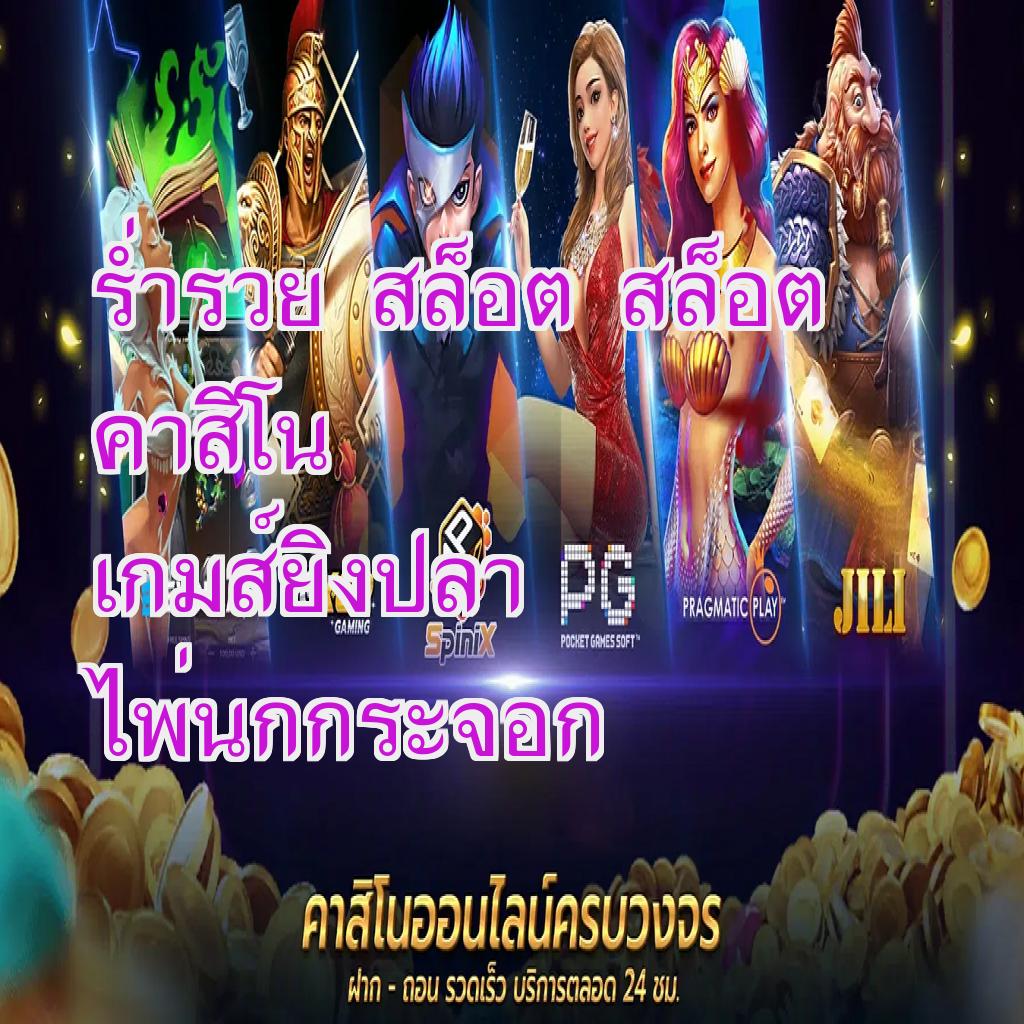 ร่ำรวย สล็อต สล็อต
คาสิโน
เกมส์ยิงปลา
ไพ่นกกระจอก
GAMING
SpiniX
PG
POCKET GAMES SOFT™
PRAGMATIC PLAY™
JILI
คาสิโนออนไลน์ครบวงจร
ฝาก - ถอน รวดเร็ว บริการตลอด 24 ชม.